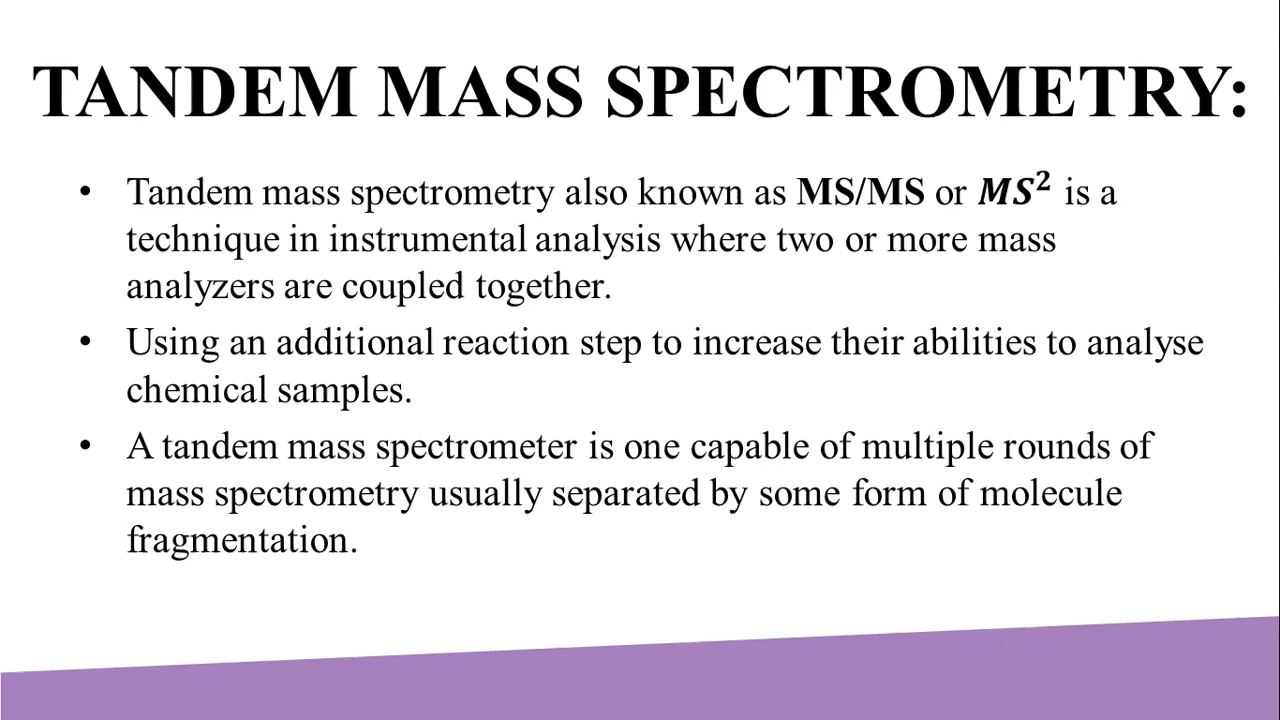 TANDEM MASS SPECTROMETRY:
• Tandem mass spectrometry also known as MS/MS or MS² is a
technique in instrumental analysis where two or more mass
analyzers are coupled together.
• Using an additional reaction step to increase their abilities to analyse
chemical samples.
• A tandem mass spectrometer is one capable of multiple rounds of
mass spectrometry usually separated by some form of molecule
fragmentation.